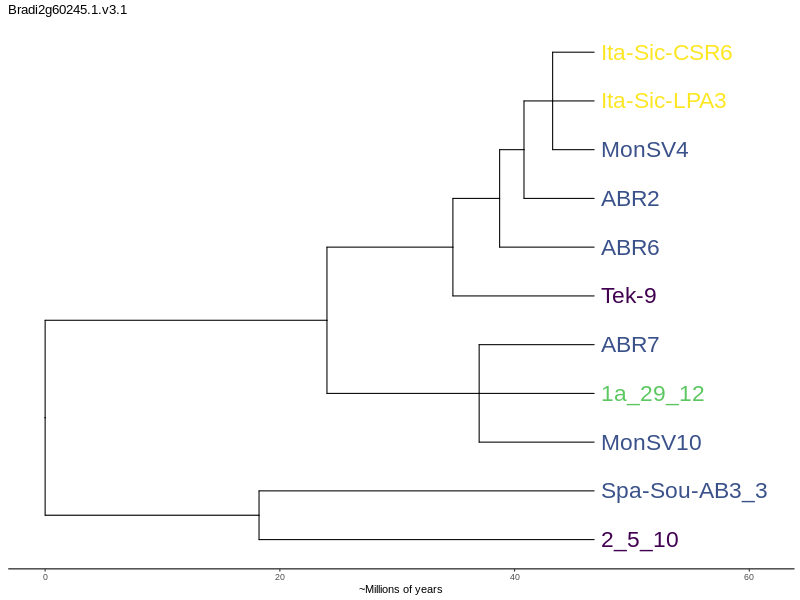 Bradi2g60245.1.v3.1
Ita-Sic-CSR6
Ita-Sic-LPA3
MonSV4
ABR2
ABR6
Tek-9
ABR7
1a_29_12
MonSV10
Spa-Sou-AB3_3
2_5_10
0 20 40 60
~Millions of years